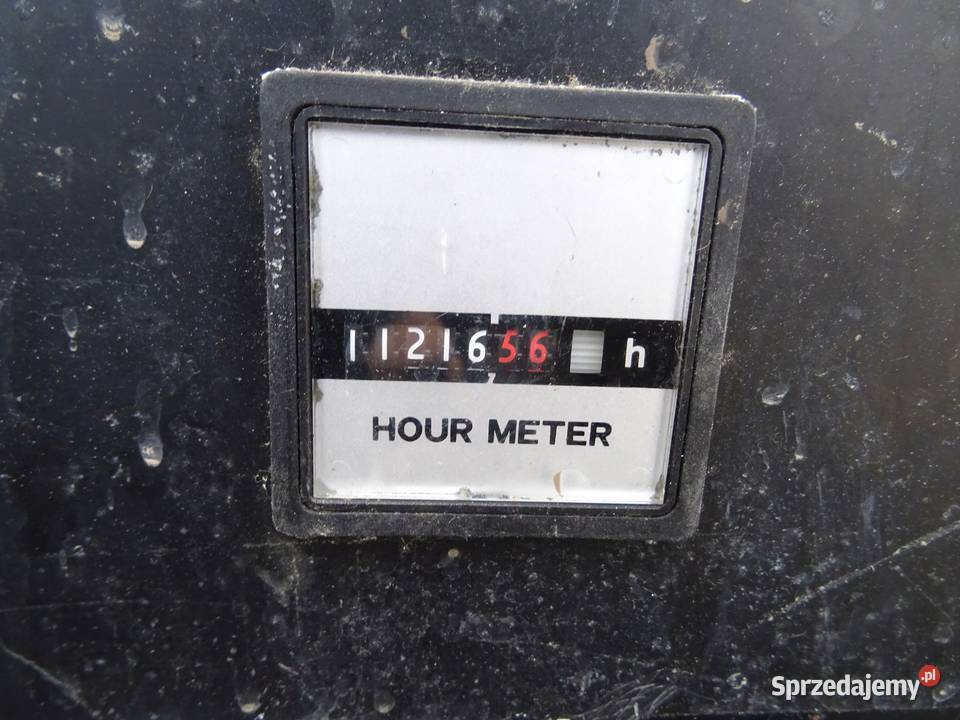 1121656 h
HOUR METER
Sprzedajemy.pl